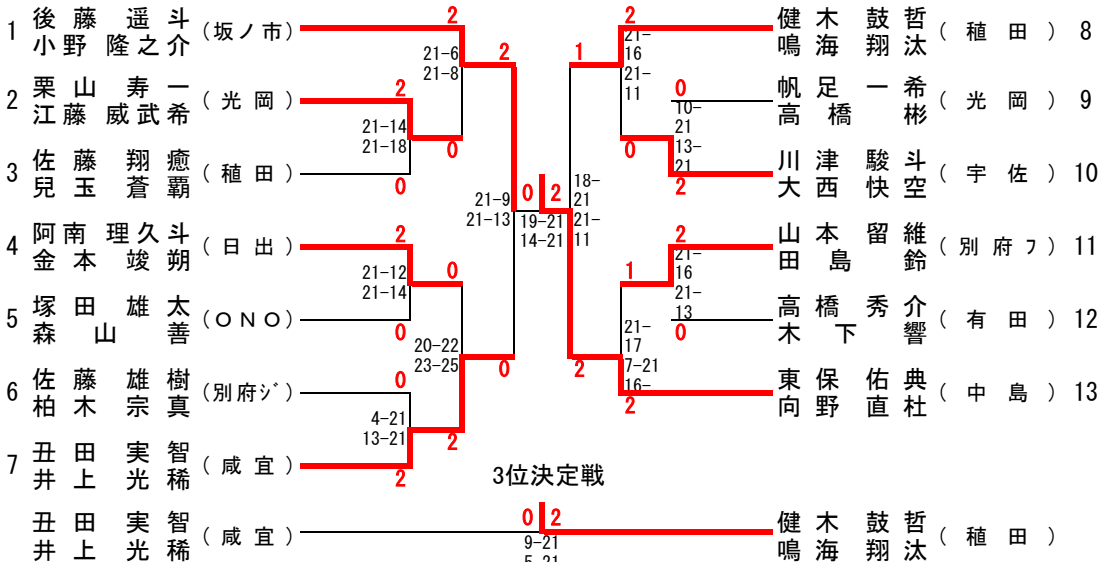 1 後藤 遥斗 (坂ノ市)
小野 隆之介
2 栗山 寿一 (光岡)
江藤 威武希
3 佐藤 翔癒 (稙田)
兒玉 蒼覇
4 阿南 理久斗 (日出)
金本 竣朔
5 塚田 雄太 (ONO)
森山 善
6 佐藤 雄樹 (別府ジ)
柏木 宗真
7 丑田 実智 (咸宜)
井上 光稀
2
21-6
21-8
2
2
21-14
21-18
0
0
21-9
21-13
2
0
21-12
21-14
0
20-22
23-25
0
0
4-21
13-21
2
2
0 2
19-21
14-21
2
1
21-
16
21-
11
0
10-
21
13-
21
0
2
18-
21
21-
11
2
1
21-
16
21-
13
0
21-
17
7-21
16-
2
2
健木 鼓哲 (稙田) 8
鳴海 翔汰
帆足 一希 (光岡) 9
高橋 彬
川津 駿斗 (宇佐) 10
大西 快空
山本 留維 (別府フ) 11
田島 鈴
高橋 秀介 (有田) 12
木下 響
東保 佑典 (中島) 13
向野 直杜
3位決定戦
丑田 実智 (咸宜)
井上 光稀
0 2
9-21
5-21
健木 鼓哲 (稙田)
鳴海 翔汰